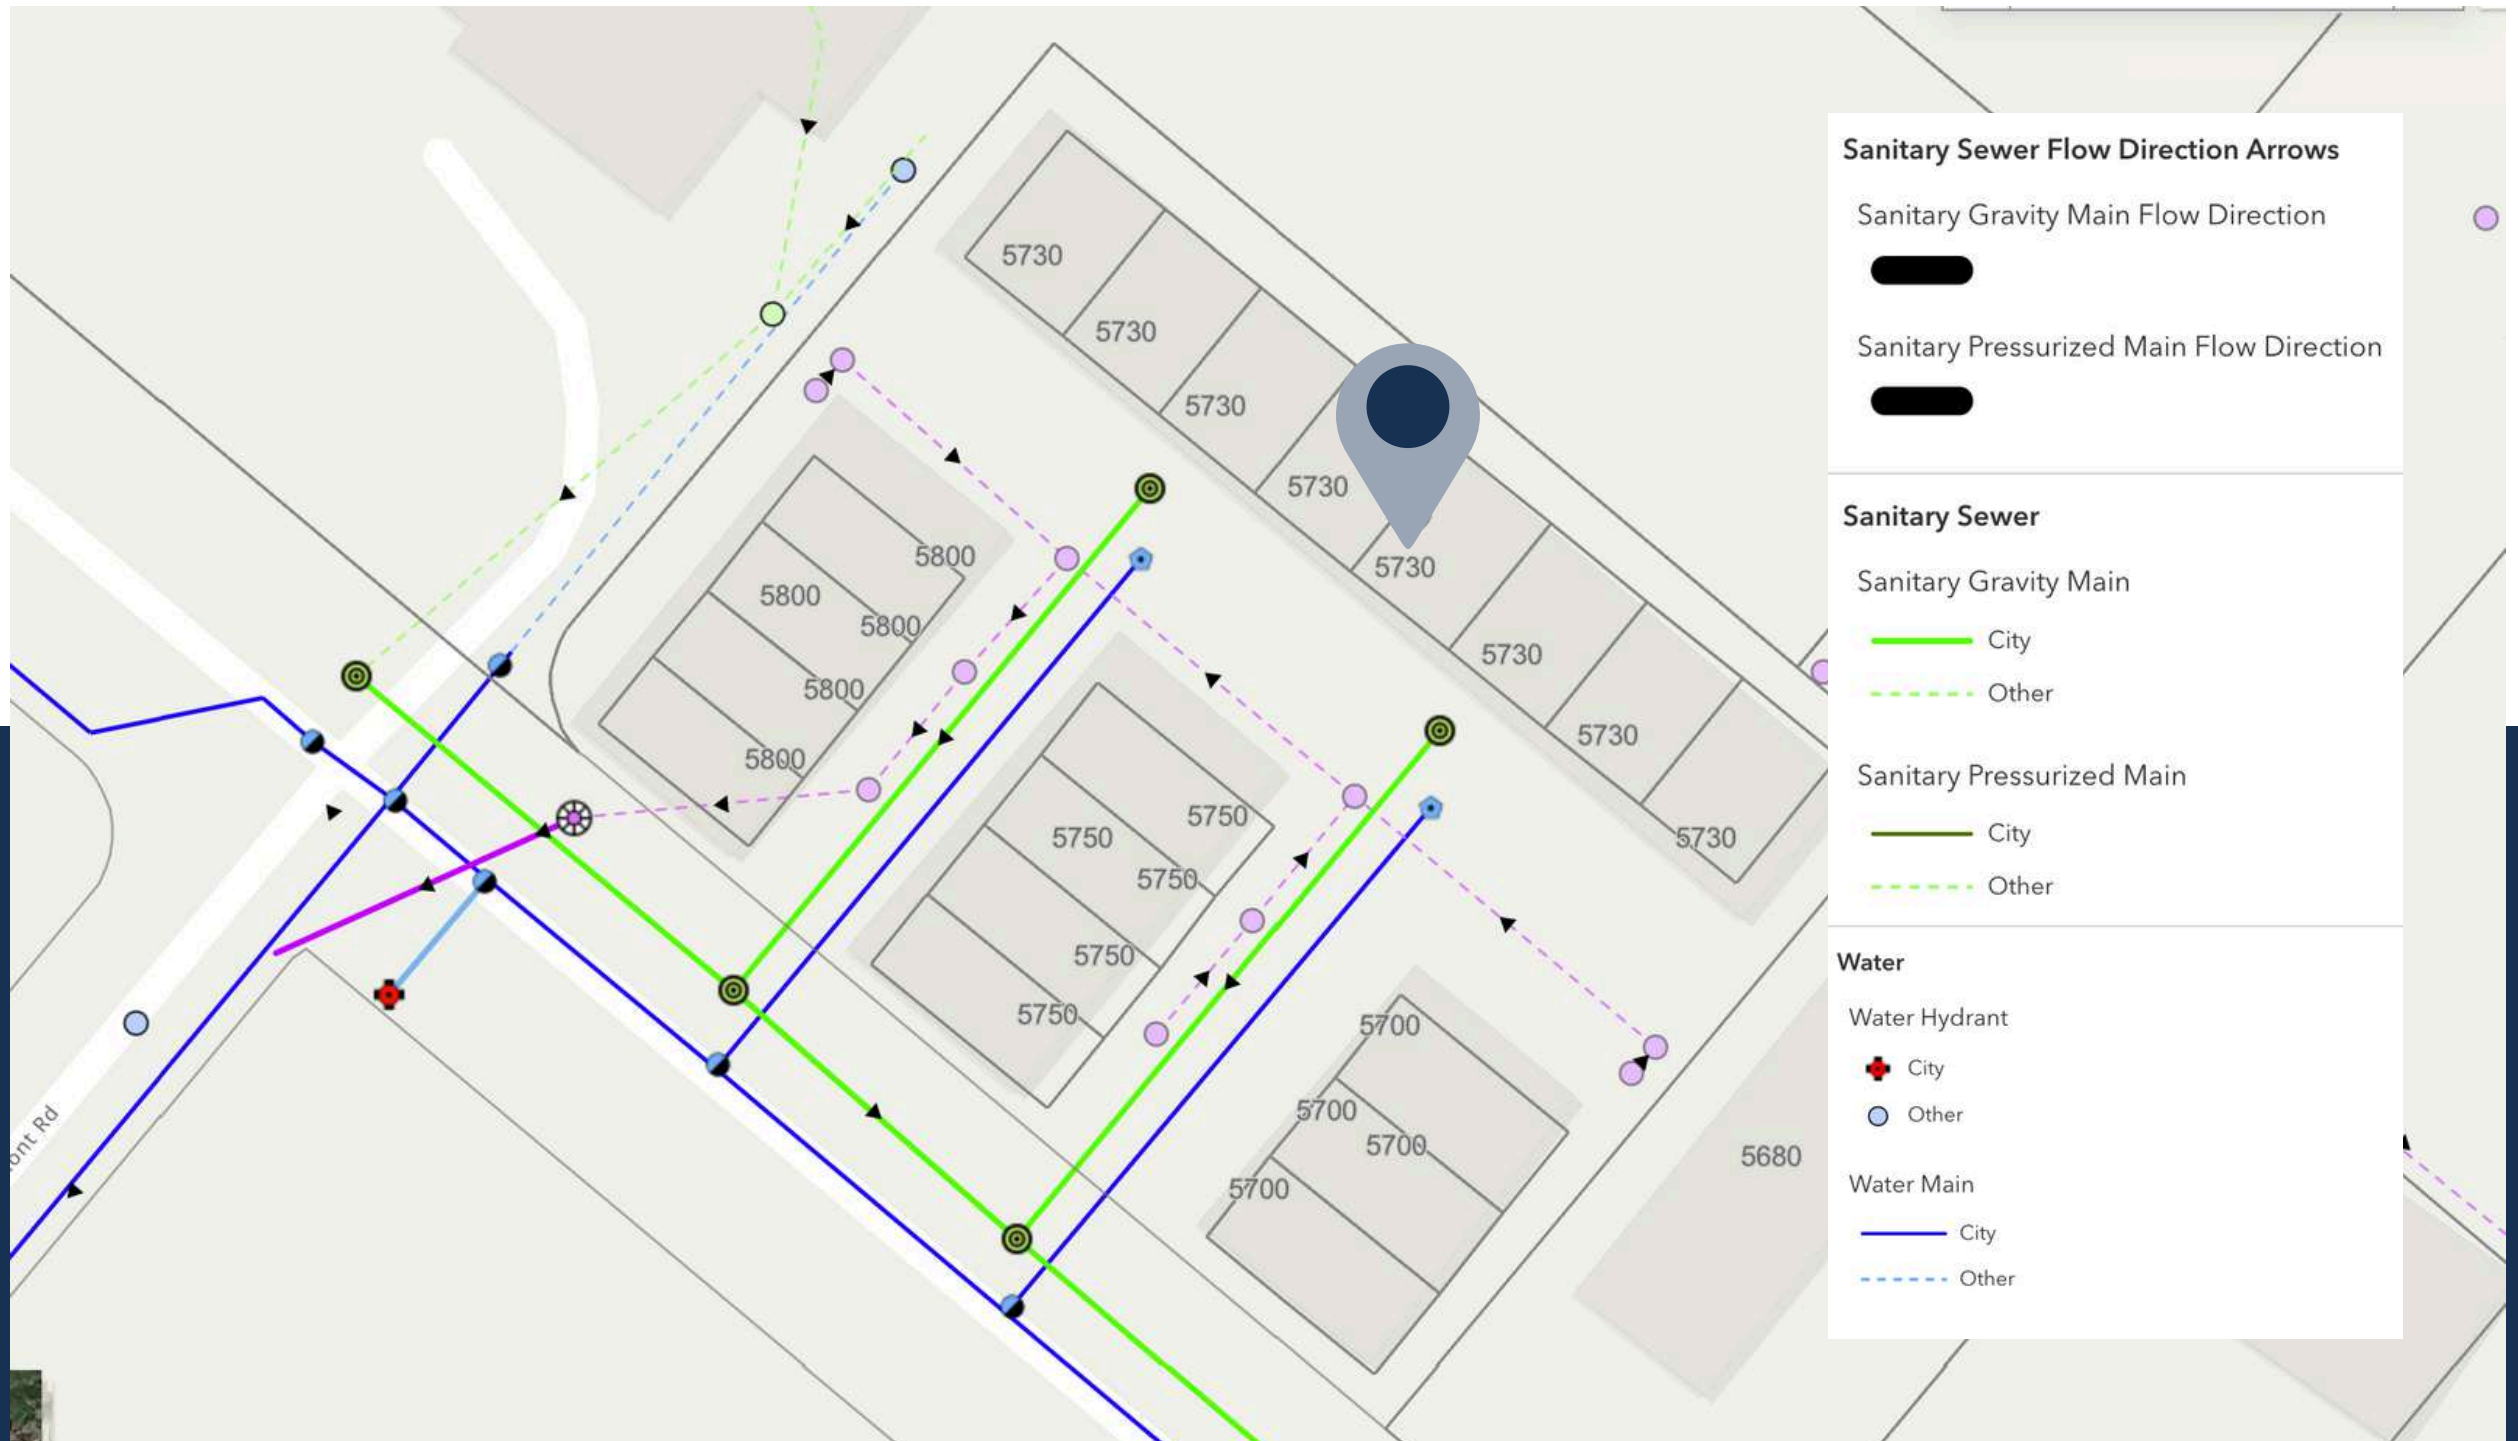 5730
5730
5730
5730
5730
5730
5730
5730
5800
5800
5800
5800
5800
5750
5750
5750
5750
5750
5700
5700
5700
5700
5680
ont Rd
Sanitary Sewer Flow Direction Arrows
Sanitary Gravity Main Flow Direction
Sanitary Pressurized Main Flow Direction
Sanitary Sewer
Sanitary Gravity Main
City
Other
Sanitary Pressurized Main
City
Other
Water
Water Hydrant
City
Other
Water Main
City
Other